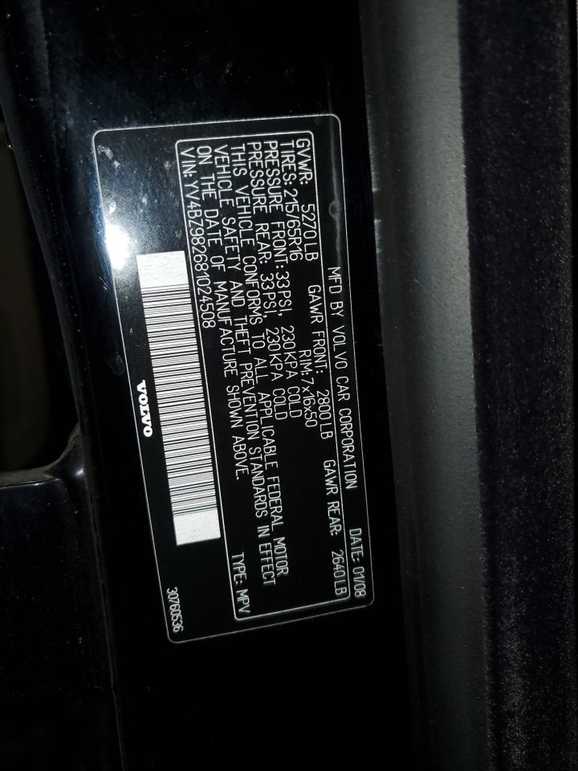 MFD BY VOLVO CAR CORPORATION DATE: 01/08
GVWR: 5270LB GAWR FRONT: 2800LB GAWR REAR: 2640LB
TIRES: 215/65R16 RIM: 7x16x50
PRESSURE FRONT: 33PSI, 230KPA COLD
PRESSURE REAR: 33PSI, 230KPA COLD
THIS VEHICLE CONFORMS TO ALL APPLICABLE FEDERAL MOTOR
VEHICLE SAFETY AND THEFT PREVENTION STANDARDS IN EFFECT
ON THE DATE OF MANUFACTURE SHOWN ABOVE.
VIN: YV4BZ982681024508 TYPE: MPV
VOLVO 30760536